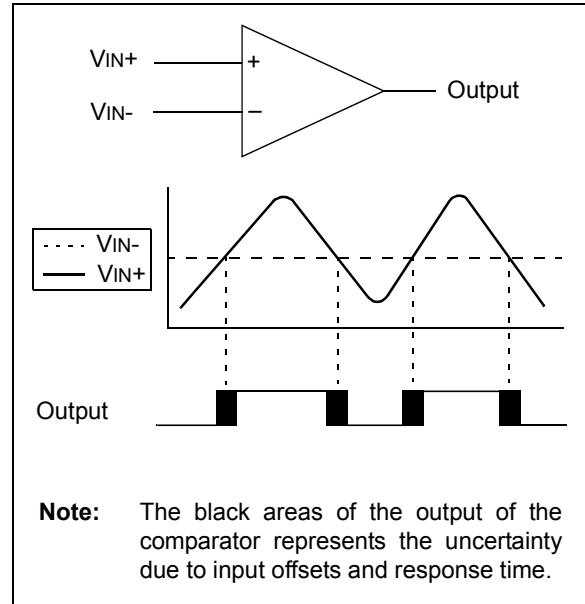 VIN+
+
Output
VIN-
–
VIN-
VIN+
Output
Note: The black areas of the output of the
comparator represents the uncertainty
due to input offsets and response time.